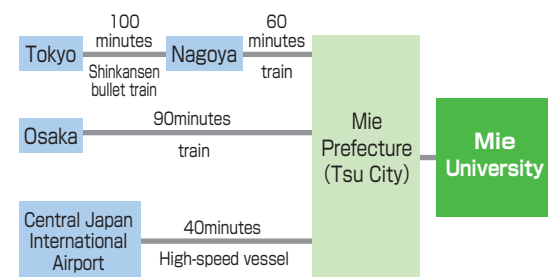 100
minutes
60
minutes
Tokyo
Nagoya
Shinkansen
bullet train
train
90minutes
Osaka
train
Mie
Prefecture
(Tsu City)
Mie
University
Central Japan
International
Airport
40minutes
High-speed vessel